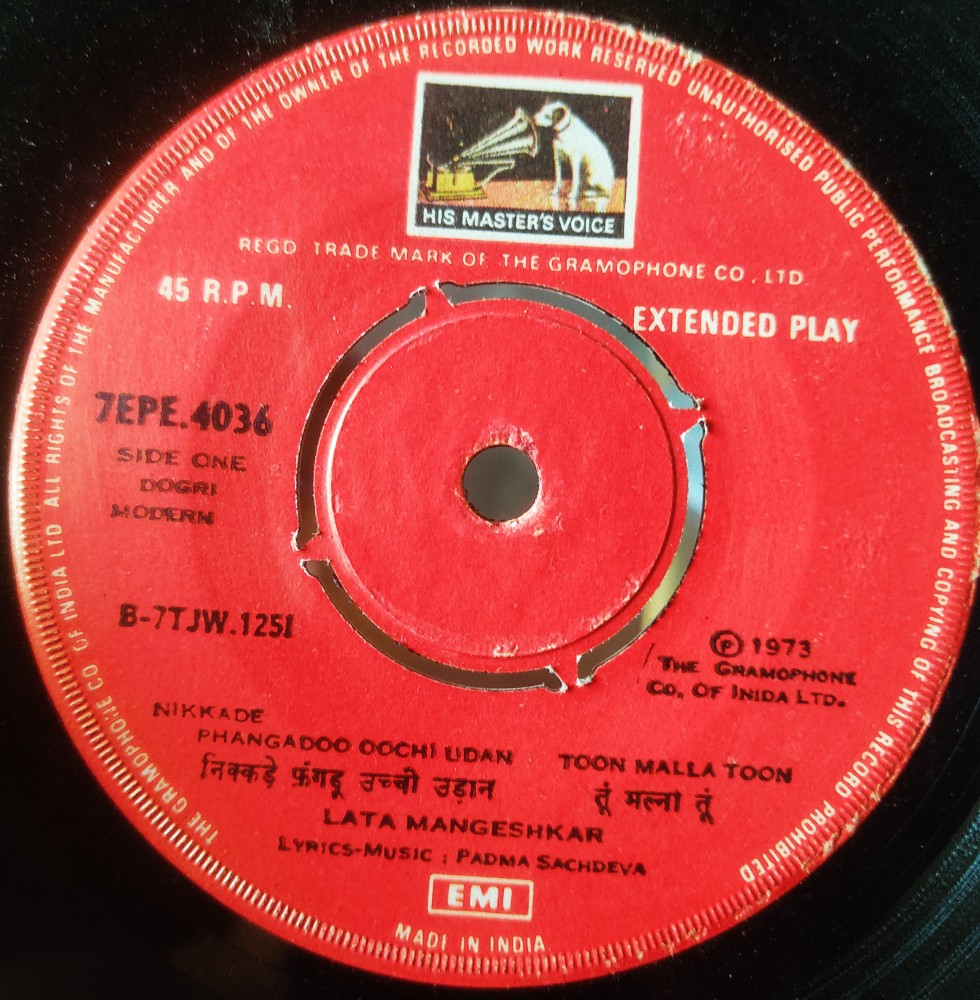 THE GRAMOPHO:JE CO OF INDIA LTD ALL RIGHTS OF THE MANUFACTURER AND OF THE OWNER OF THE RECORDED WORK RESERVED UNAUTHORISED PUBLIC PERFORMANCE BROADCASTING AND COPYING OF THIS RECORD PROHIBITED
HIS MASTER'S VOICE
REGD TRADE MARK OF THE GRAMOPHONE CO., LTD.
45 R.P.M.
EXTENDED PLAY
7EPE.4036
SIDE ONE
DOGRI
MODERN
B-7TJW.1251
Ⓟ 1973
THE GRAMOPHONE
CO. OF INIDA LTD.
NIKKADE
PHANGADOO OOCHI UDAN
TOON MALLA TOON
निक्कड़े फ़ंगडू उच्ची उड़ान
तूं मल्ला तूं
LATA MANGESHKAR
LYRICS-MUSIC : PADMA SACHDEVA
EMI
MADE IN INDIA